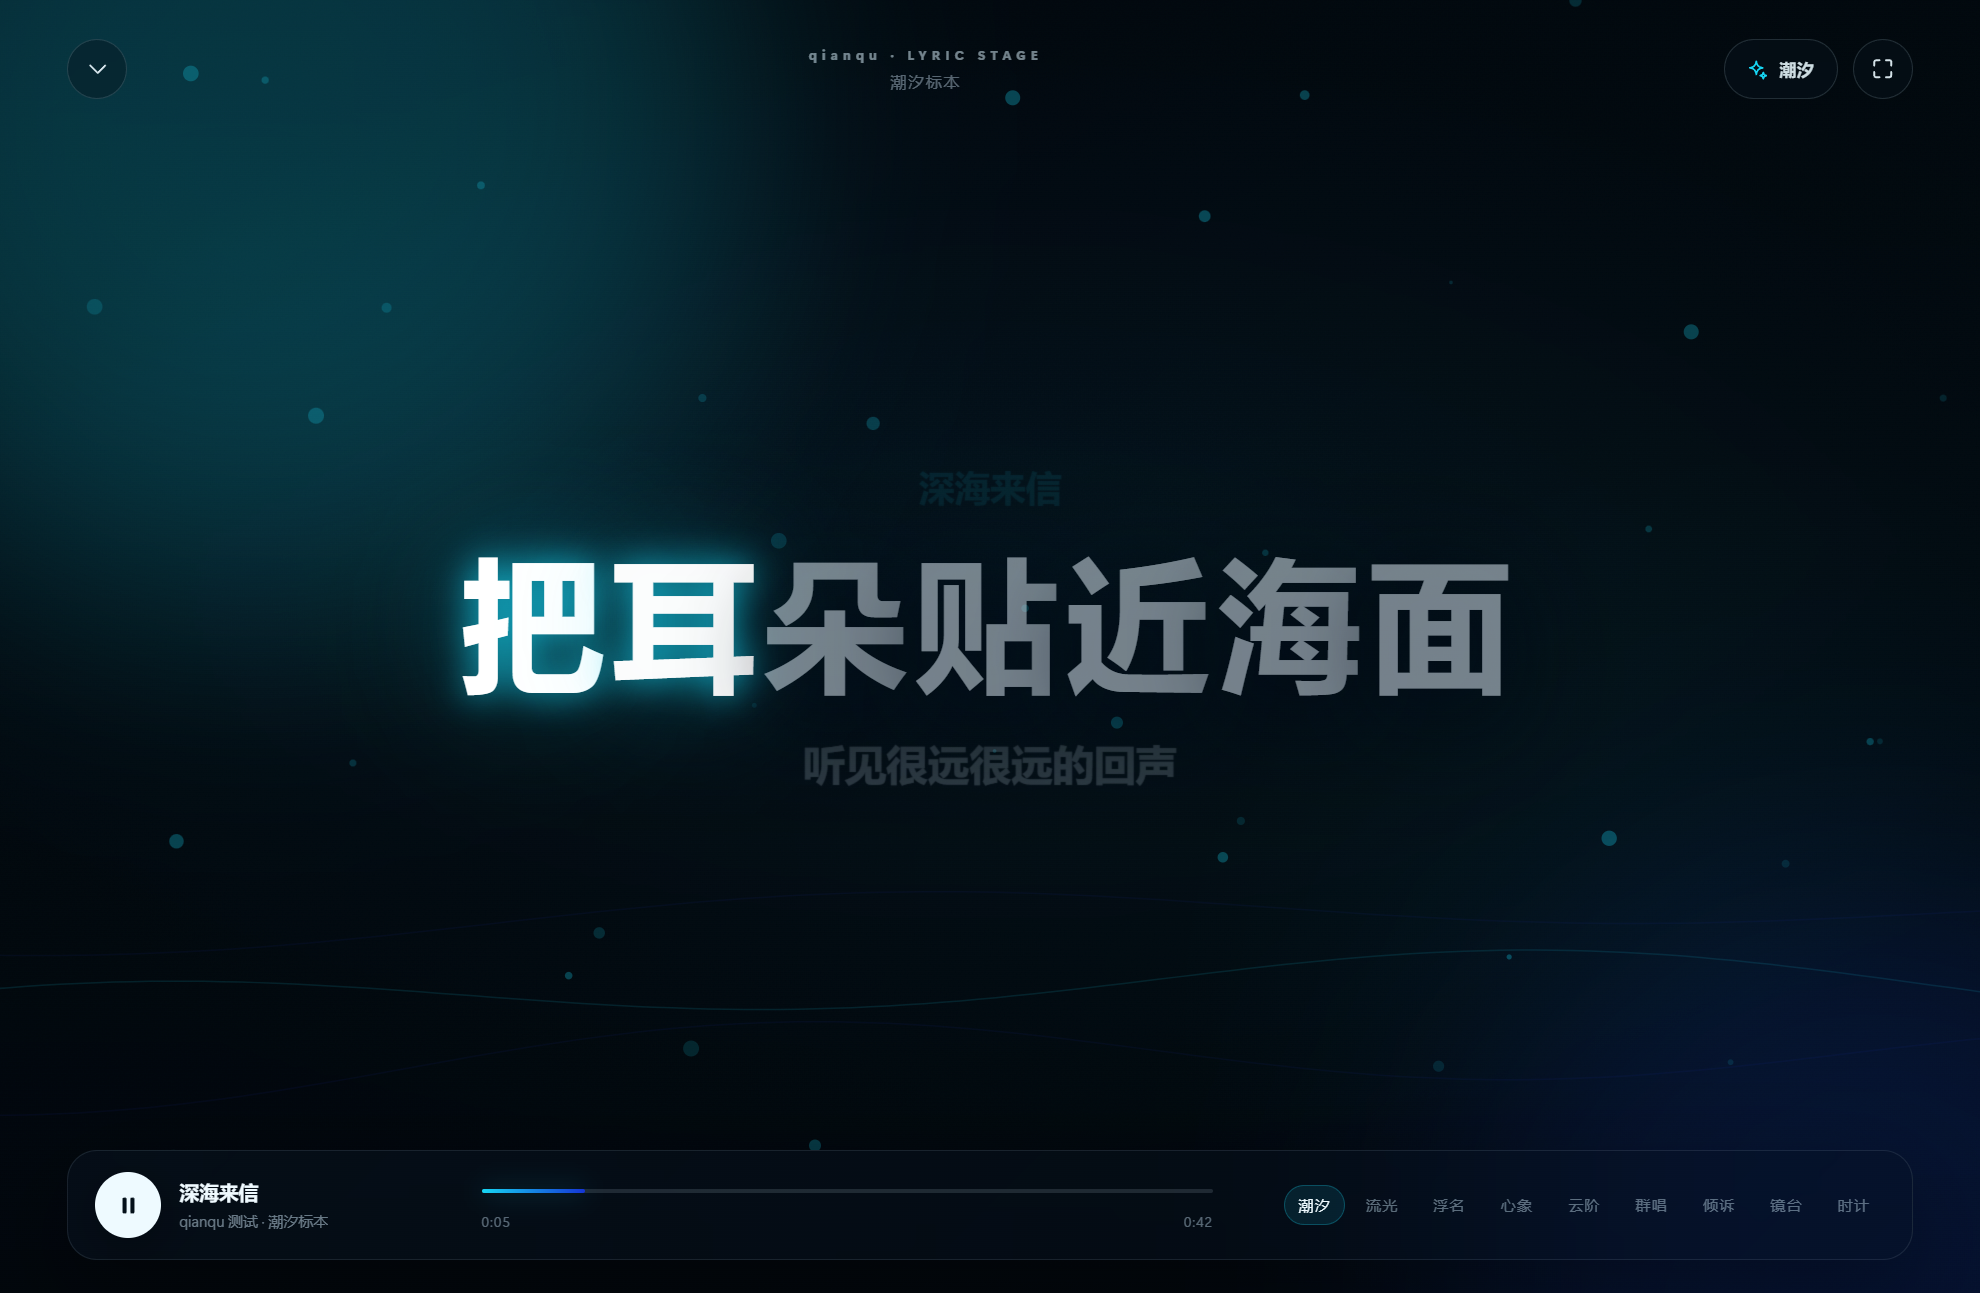 qianqu · LYRIC STAGE
潮汐标本
潮汐
深海来信
把耳朵贴近海面
听见很远很远的回声
深海来信
qianqu 测试 · 潮汐标本
0:05
0:42
潮汐 流光 浮名 心象 云阶 群唱 倾诉 镜台 时计